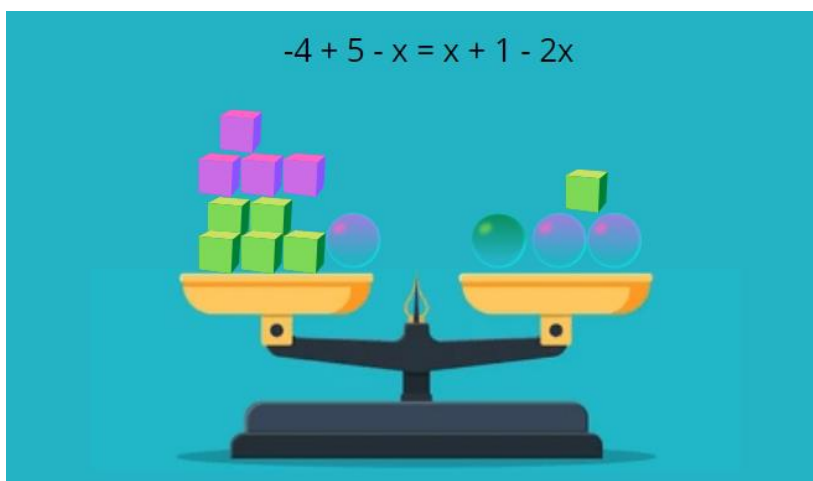 -4 + 5 - x = x + 1 - 2x